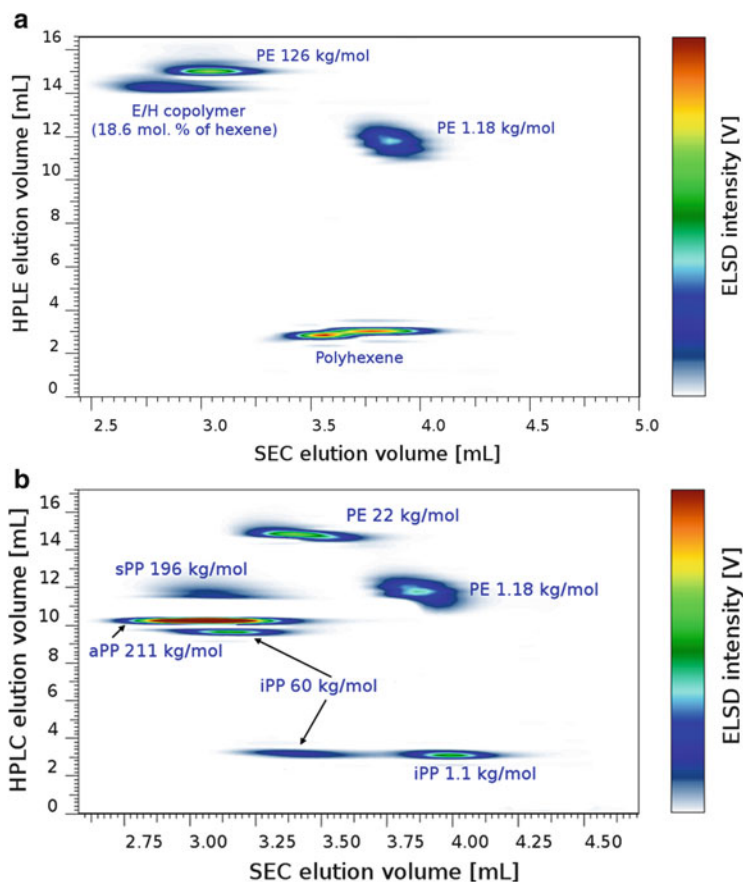 a
16
14
12
10
8
6
4
2
0
HPLE elution volume [mL]
PE 126 kg/mol
E/H copolymer
(18.6 mol. % of hexene)
PE 1.18 kg/mol
Polyhexene
2.5 3.0 3.5 4.0 4.5 5.0
SEC elution volume [mL]
ELSD intensity [V]
b
16
14
12
10
8
6
4
2
0
HPLC elution volume [mL]
PE 22 kg/mol
sPP 196 kg/mol
PE 1.18 kg/mol
aPP 211 kg/mol
iPP 60 kg/mol
iPP 1.1 kg/mol
2.75 3.00 3.25 3.50 3.75 4.00 4.25 4.50
SEC elution volume [mL]
ELSD intensity [V]